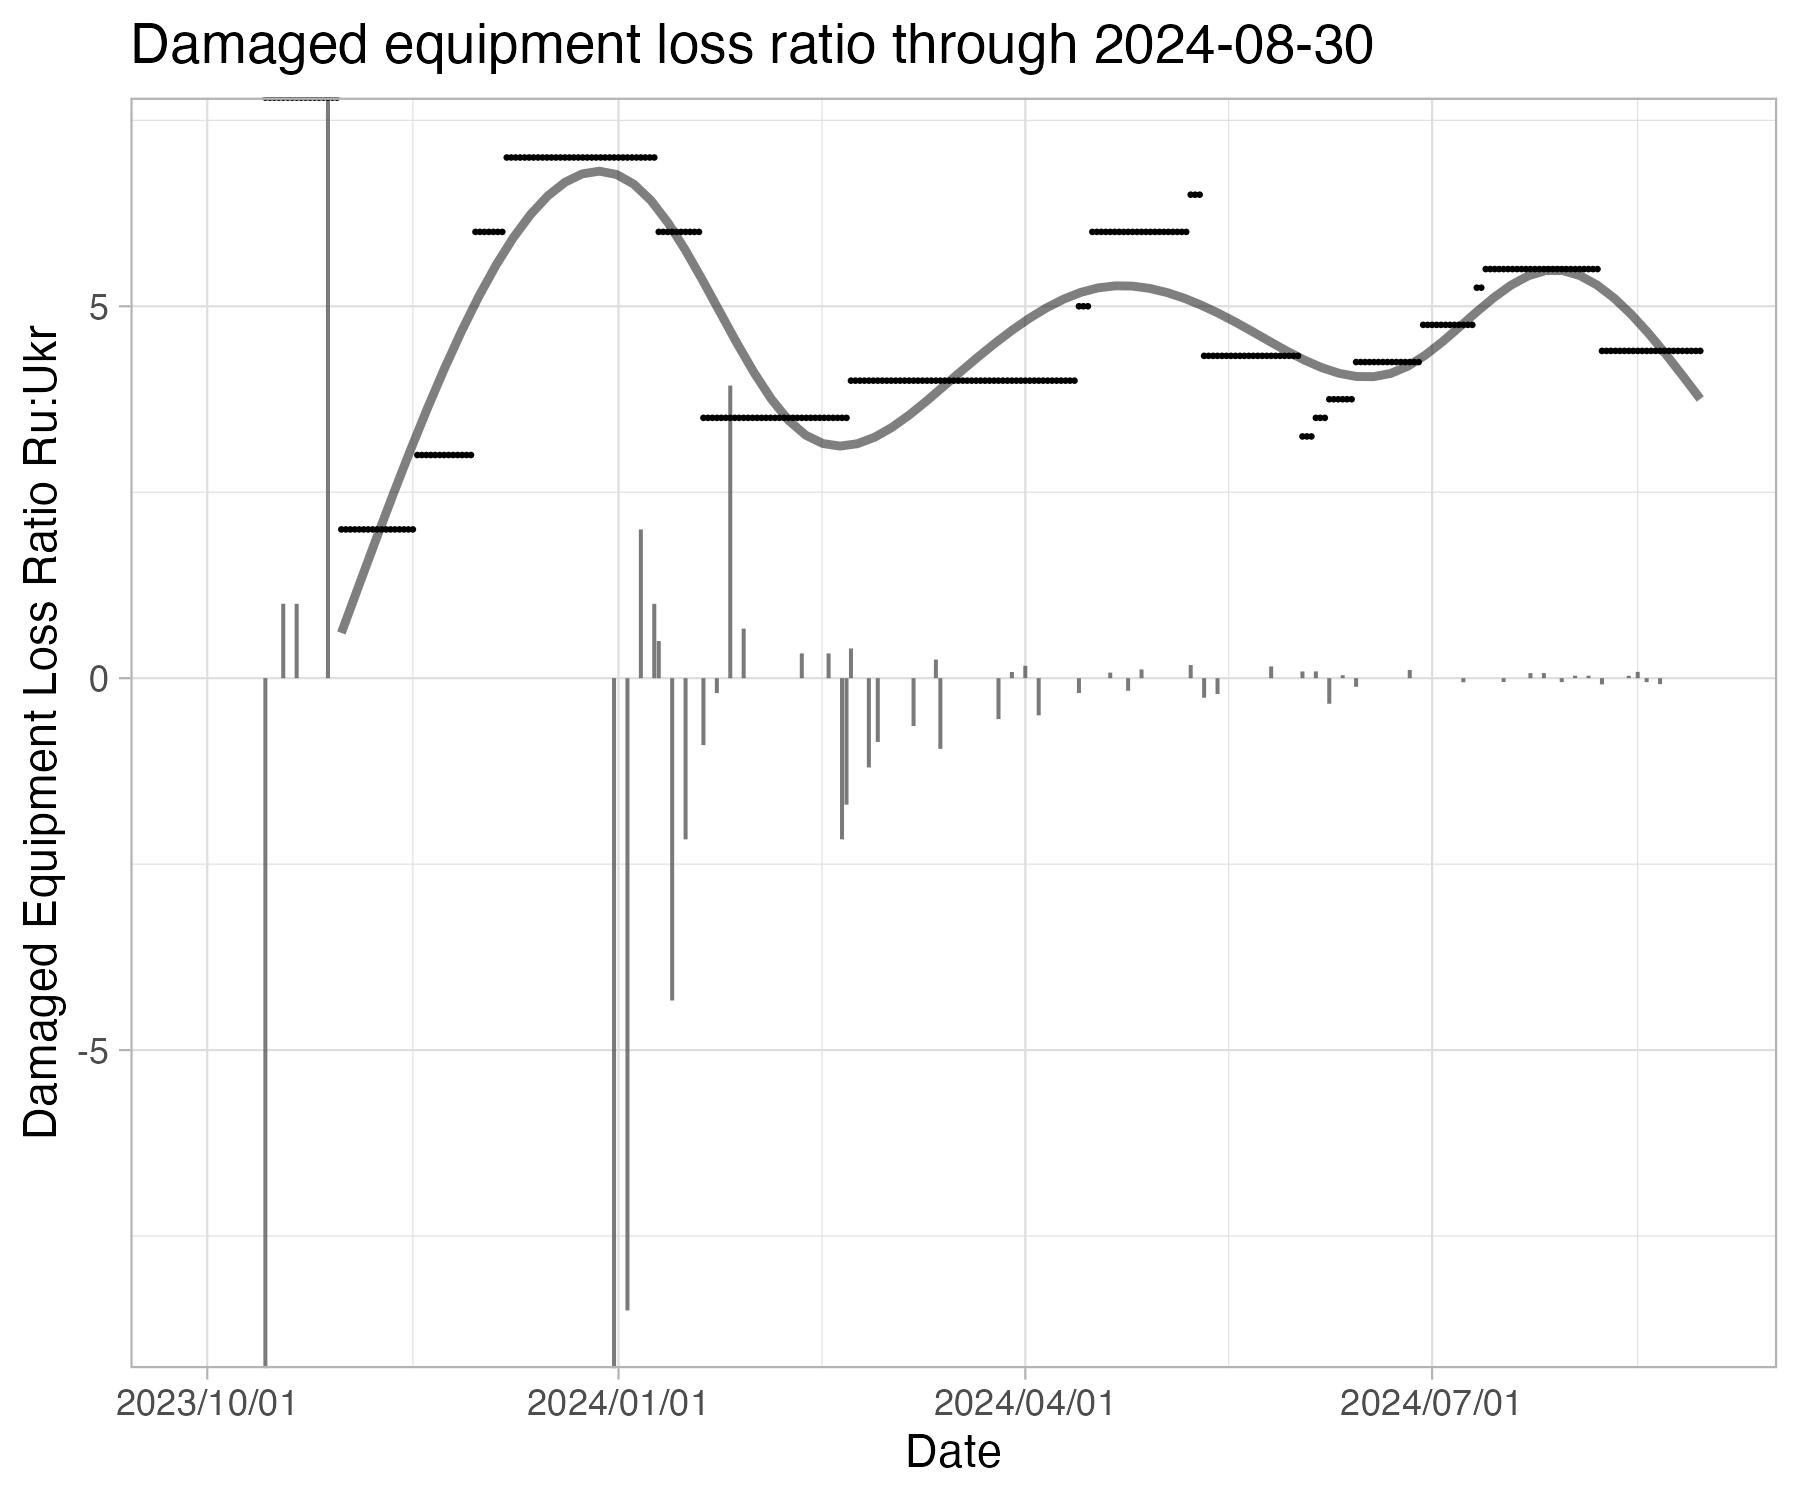 Damaged equipment loss ratio through 2024-08-30
Damaged Equipment Loss Ratio Ru:Ukr
5
0
-5
2023/10/01
2024/01/01
2024/04/01
2024/07/01
Date